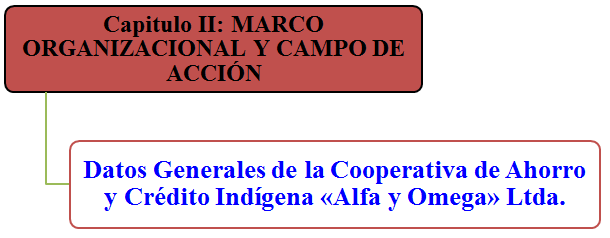 Capitulo II: MARCO
ORGANIZACIONAL Y CAMPO DE
ACCIÓN
Datos Generales de la Cooperativa de Ahorro
y Crédito Indígena «Alfa y Omega» Ltda.